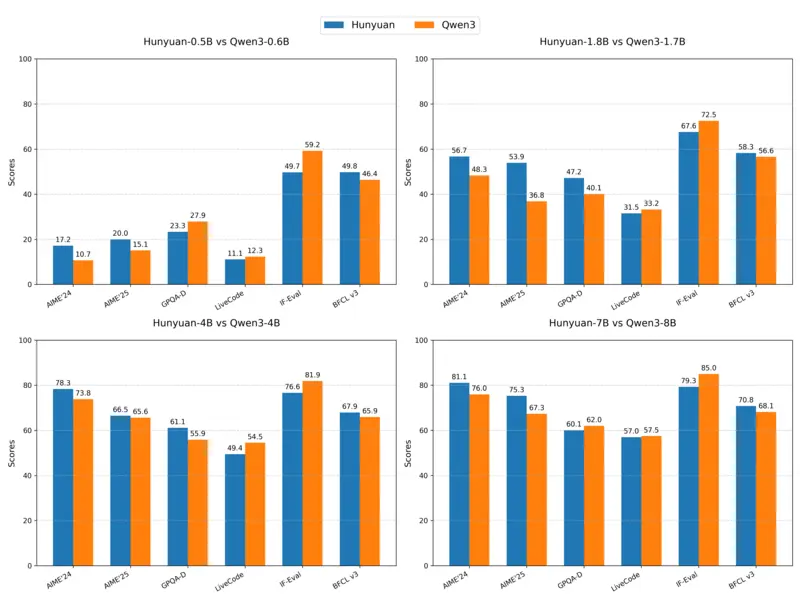 Hunyuan Qwen3
Hunyuan-0.5B vs Qwen3-0.6B
100
80
60
40
20
0
Scores
17.2 10.7 20.0 15.1 23.3 27.9 11.1 12.3 49.7 59.2 49.8 46.4
AIME'24 AIME'25 GPQA-D LiveCode IF-Eval BFCL v3
Hunyuan-1.8B vs Qwen3-1.7B
100
80
60
40
20
0
Scores
56.7 48.3 53.9 36.8 47.2 40.1 31.5 33.2 67.6 72.5 58.3 56.6
AIME'24 AIME'25 GPQA-D LiveCode IF-Eval BFCL v3
Hunyuan-4B vs Qwen3-4B
100
80
60
40
20
0
Scores
78.3 73.8 66.5 65.6 61.1 55.9 49.4 54.5 76.6 81.9 67.9 65.9
AIME'24 AIME'25 GPQA-D LiveCode IF-Eval BFCL v3
Hunyuan-7B vs Qwen3-8B
100
80
60
40
20
0
Scores
81.1 76.0 75.3 67.3 60.1 62.0 57.0 57.5 79.3 85.0 70.8 68.1
AIME'24 AIME'25 GPQA-D LiveCode IF-Eval BFCL v3